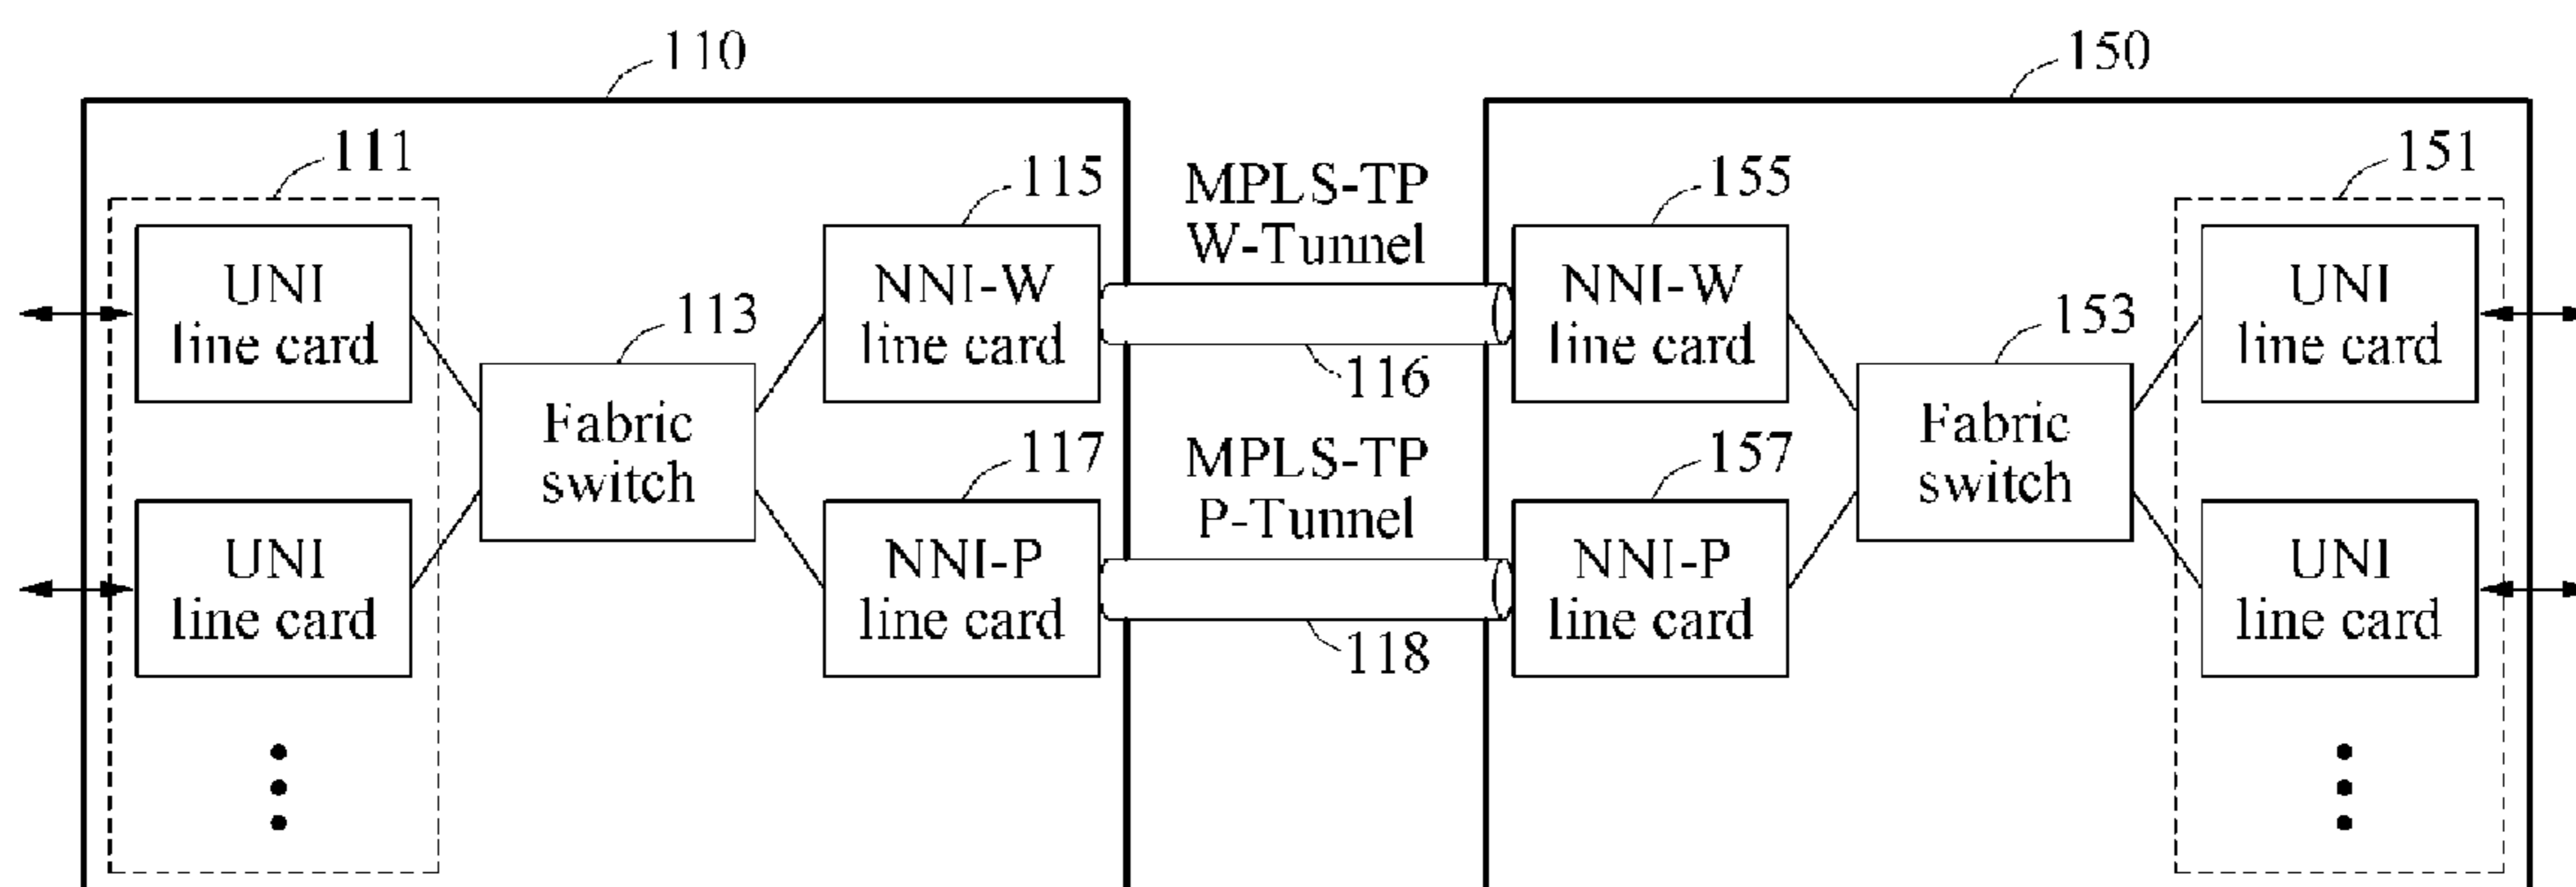 110
150
111
115
MPLS-TP
W-Tunnel
155
151
UNI
line card
113
NNI-W
line card
116
NNI-W
line card
153
UNI
line card
Fabric
switch
117
MPLS-TP
P-Tunnel
157
Fabric
switch
UNI
line card
NNI-P
line card
118
NNI-P
line card
UNI
line card